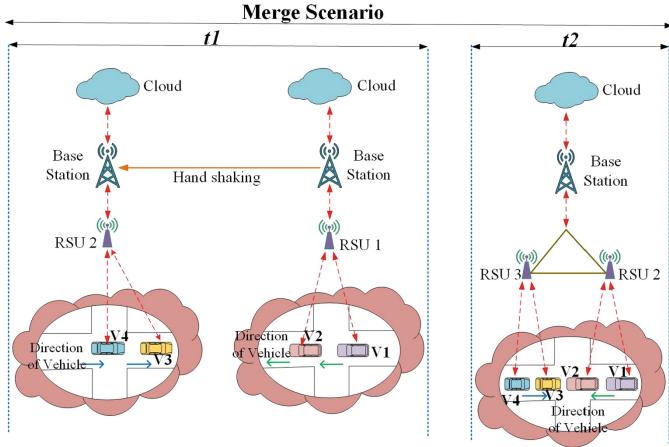 Merge Scenario
t1
t2
Cloud
Cloud
Cloud
Base
Station
Hand shaking
Base
Station
Base
Station
RSU 2
RSU 1
RSU 3
RSU 2
V4
V3
Direction
of Vehicle
V2
V1
Direction
of Vehicle
V4
V3
V2
V1
Direction
of Vehicle